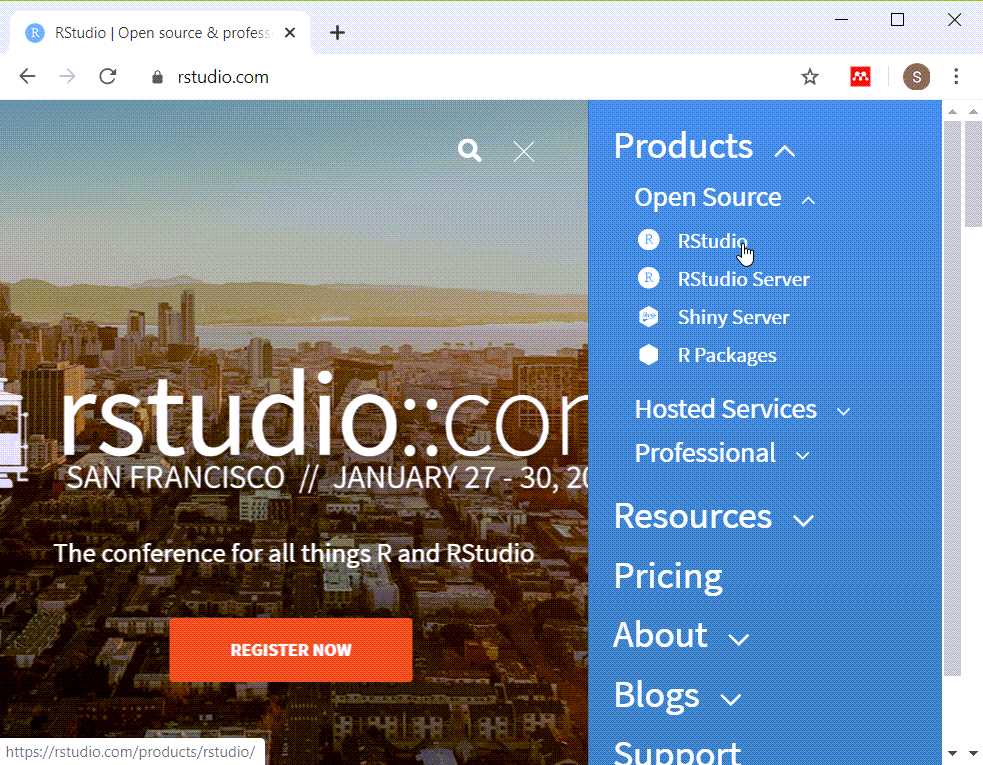 RStudio | Open source & profess
rstudio.com
S
Products
Open Source
R RStudio
R RStudio Server
Shiny Server
R Packages
Hosted Services
Professional
Resources
Pricing
About
Blogs
Support
rstudio::con
SAN FRANCISCO // JANUARY 27 - 30, 20
The conference for all things R and RStudio
REGISTER NOW
https://rstudio.com/products/rstudio/